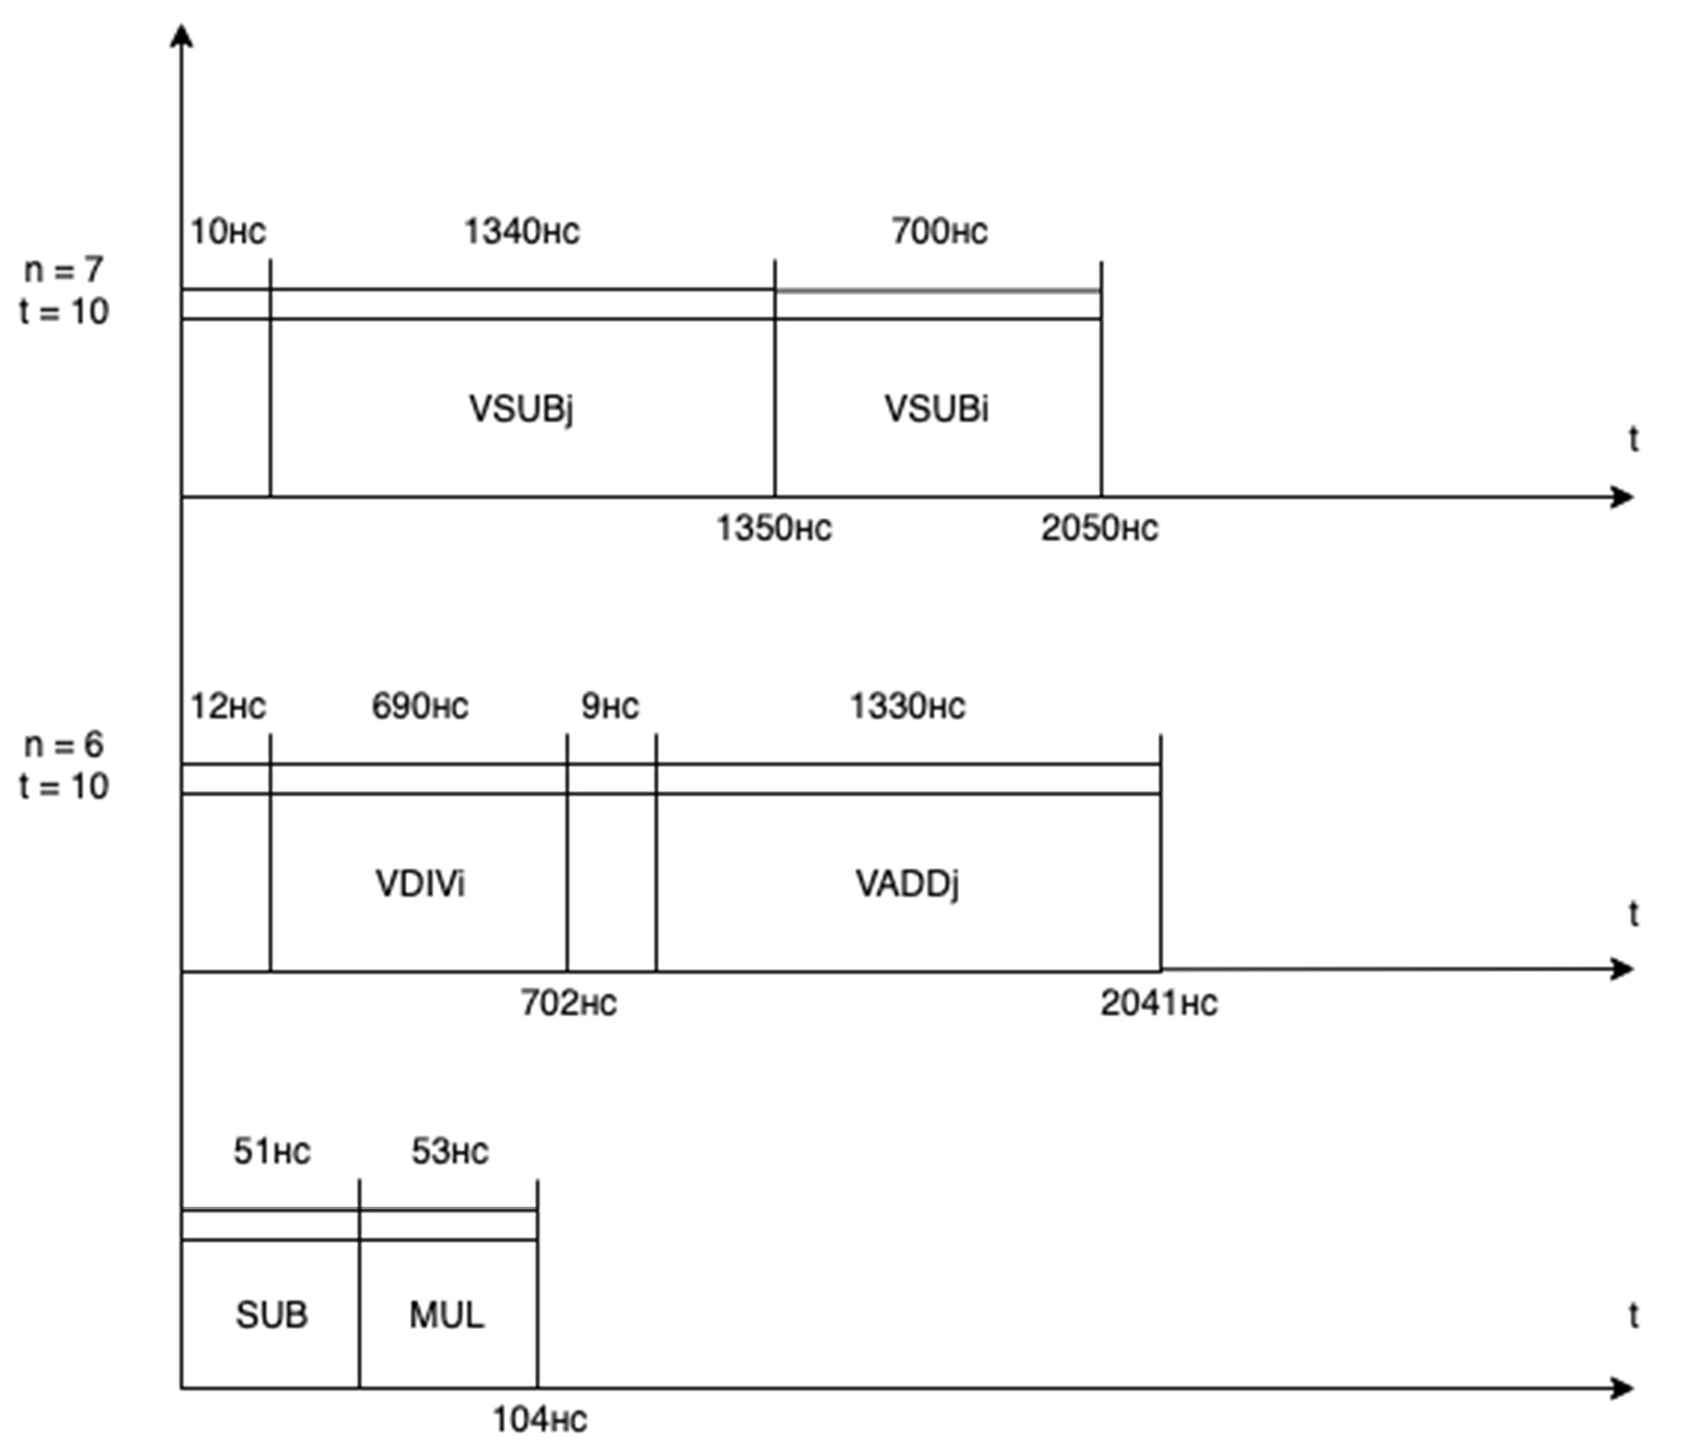 10нс 1340нс 700нс
n = 7
t = 10
VSUBj VSUBi
t
1350нс 2050нс
12нс 690нс 9нс 1330нс
n = 6
t = 10
VDIVi VADDj
t
702нс 2041нс
51нс 53нс
SUB MUL t
104нс